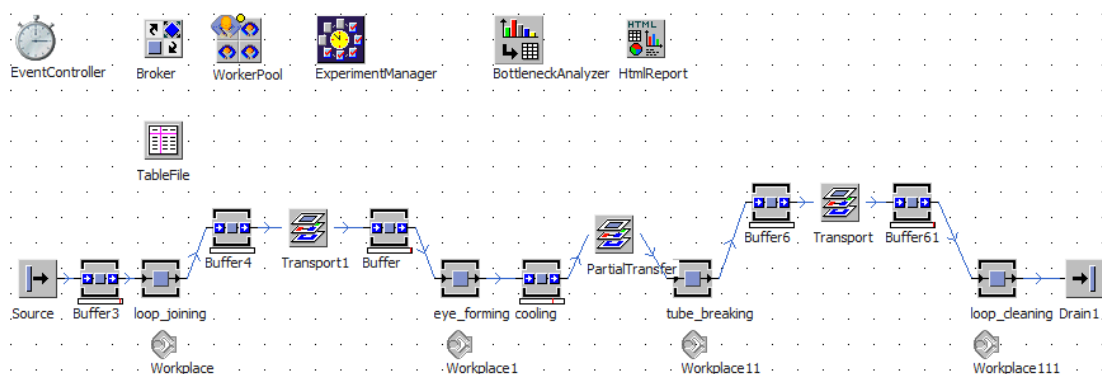 HTML
EventController
Broker
WorkerPool
ExperimentManager
BottleneckAnalyzer
HtmlReport
TableFile
Buffer4
Transport1
Buffer
PartialTransfer
Buffer6
Transport
Buffer61
Source
Buffer3
loop_joining
eye_forming
cooling
tube_breaking
loop_cleaning
Drain1
Workplace
Workplace1
Workplace11
Workplace111